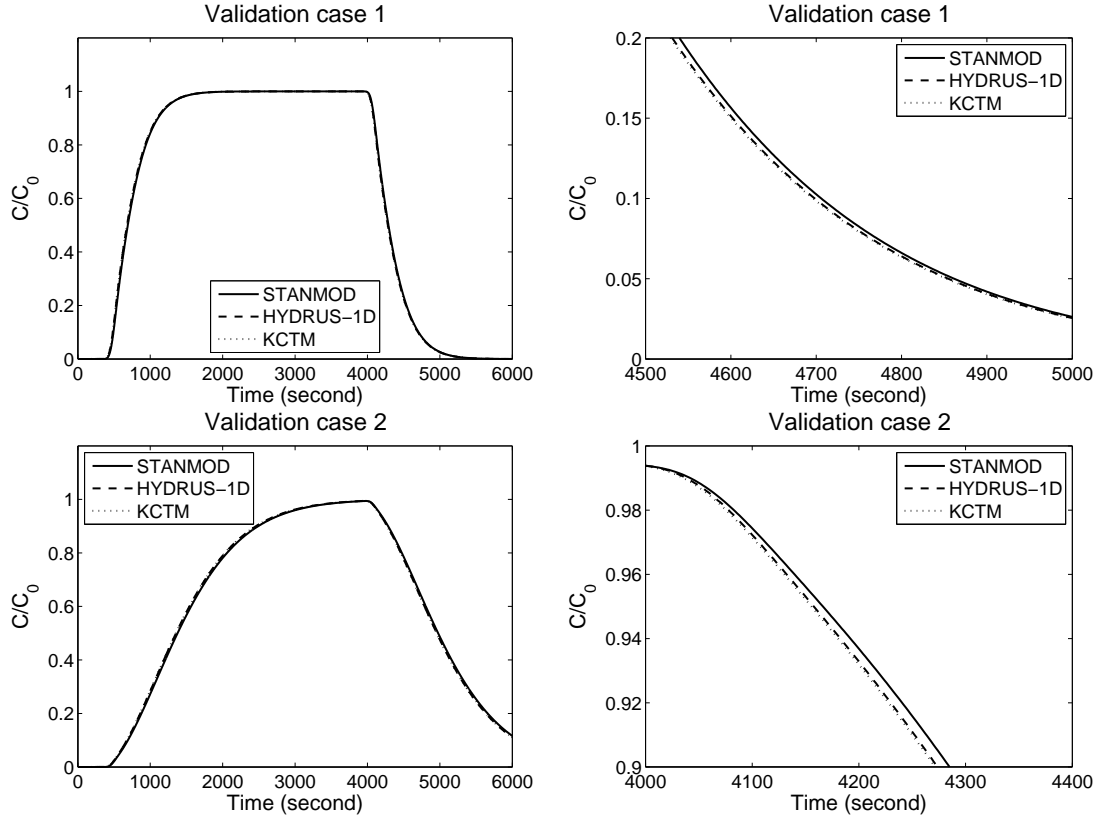 Validation case 1
C/C0
1
0.8
0.6
0.4
0.2
0
STANMOD
HYDRUS−1D
KCTM
0 1000 2000 3000 4000 5000 6000
Time (second)
Validation case 1
C/C0
0.2
0.15
0.1
0.05
0
STANMOD
HYDRUS−1D
KCTM
4500 4600 4700 4800 4900 5000
Time (second)
Validation case 2
C/C0
STANMOD
HYDRUS−1D
KCTM
1
0.8
0.6
0.4
0.2
0
0 1000 2000 3000 4000 5000 6000
Time (second)
Validation case 2
C/C0
1
0.98
0.96
0.94
0.92
0.9
STANMOD
HYDRUS−1D
KCTM
4000 4100 4200 4300 4400
Time (second)